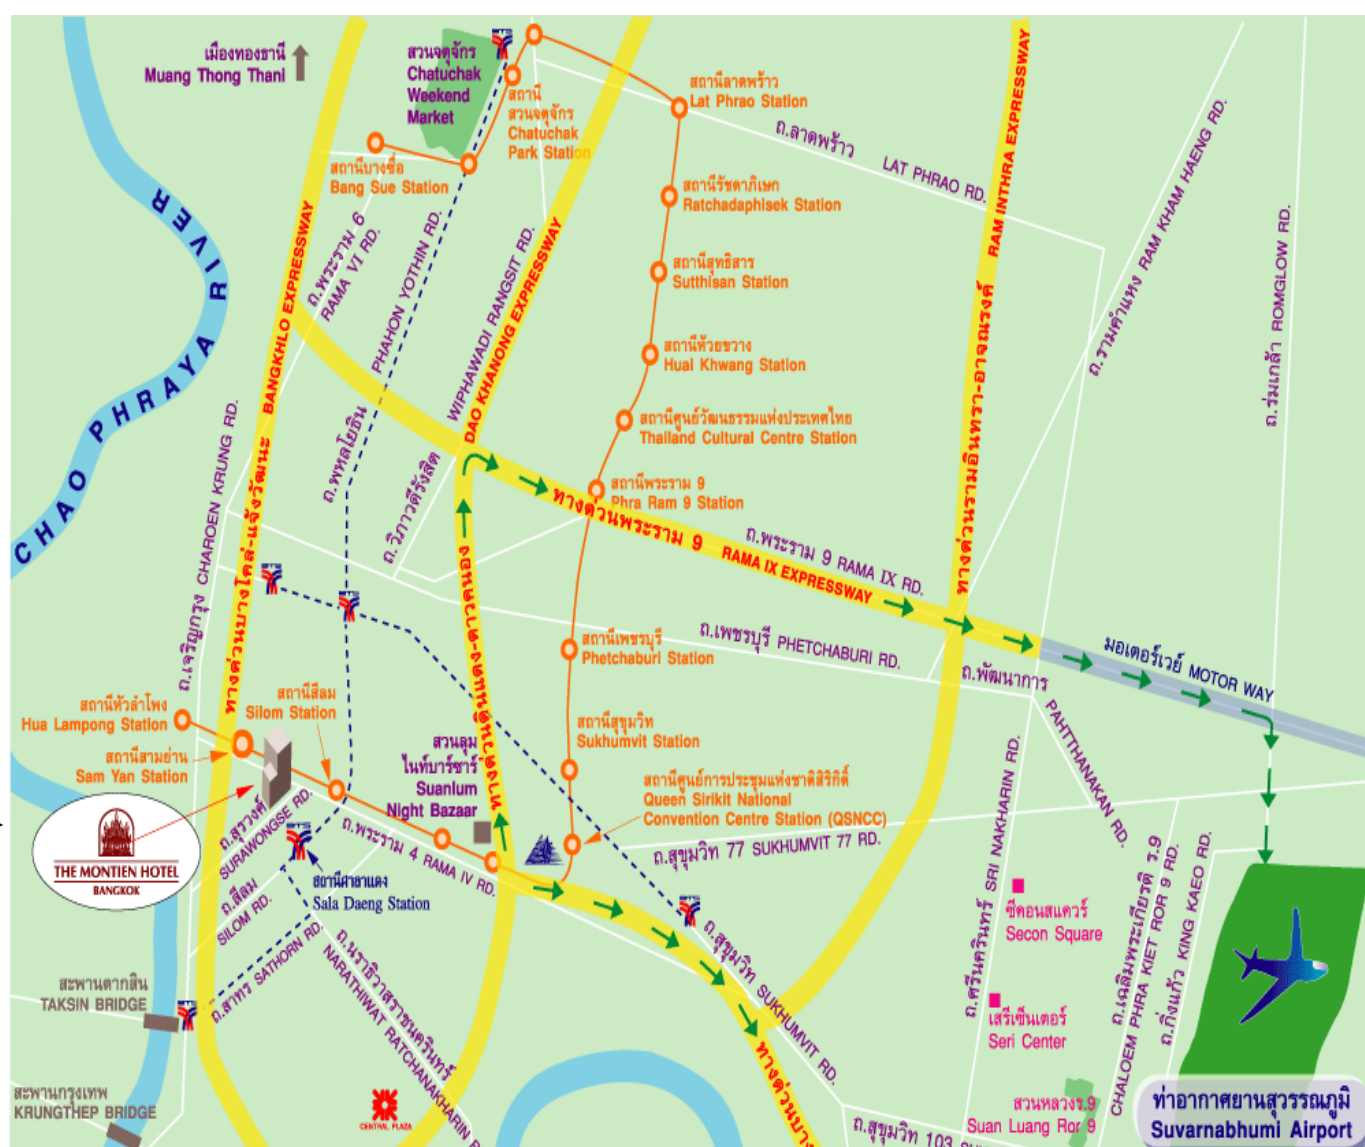 เมืองทองธานี
Muang Thong Thani
สวนจตุจักร
Chatuchak
Weekend
Market
สถานี
สวนจตุจักร
Chatuchak
Park Station
สถานีลาดพร้าว
Lat Phrao Station
ถ.ลาดพร้าว LAT PHRAO RD.
สถานีบางซื่อ
Bang Sue Station
สถานีรัชดาภิเษก
Ratchadaphisek Station
สถานีสุทธิสาร
Sutthisan Station
สถานีห้วยขวาง
Huai Khwang Station
สถานีศูนย์วัฒนธรรมแห่งประเทศไทย
Thailand Cultural Centre Station
สถานีพระราม 9
Phra Ram 9 Station
CHAO PHRAYA RIVER
ถ.พระราม 6
RAMA VI RD.
ทางด่วนบางโคล่-แจ้งวัฒนะ BANGKHLO EXPRESSWAY
ถ.พหลโยธิน PHAHON YOTHIN RD.
ถ.วิภาวดีรังสิต WIPHAWADI RANGSIT RD.
DAO KHANONG EXPRESSWAY
ทางด่วนรามอินทรา-อาจณรงค์ RAM INTHRA EXPRESSWAY
ถ.รามคำแหง RAM KHAM HAENG RD.
ถ.ร่มเกล้า ROMGLOW RD.
ถ.เจริญกรุง CHAROEN KRUNG RD.
ทางด่วนพระราม 9 RAMA IX EXPRESSWAY
ถ.พระราม 9 RAMA IX RD.
ถ.เพชรบุรี PHETCHABURI RD.
มอเตอร์เวย์ MOTOR WAY
ถ.พัฒนาการ PAHTTHANAKAN RD.
สถานีเพชรบุรี
Phetchaburi Station
สถานีหัวลำโพง
Hua Lampong Station
สถานีสีลม
Silom Station
สถานีสามย่าน
Sam Yan Station
สวนลุม
ไนท์บาร์ซาร์
Suanlum
Night Bazaar
สถานีสุขุมวิท
Sukhumvit Station
สถานีศูนย์การประชุมแห่งชาติสิริกิติ์
Queen Sirikit National
Convention Centre Station (QSNCC)
ถ.สุขุมวิท 77 SUKHUMVIT 77 RD.
THE MONTIEN HOTEL
BANGKOK
ถ.สุรวงศ์
SURAWONGSE RD.
ถ.พระราม 4 RAMA IV RD.
BTS
สถานีศาลาแดง
Sala Daeng Station
ถ.สีลม
SILOM RD.
ถ.สาทร SATHORN RD.
ถ.นราธิวาสราชนครินทร์
NARATHIWAT RATCHANAKHARIN R
ถ.สุขุมวิท SUKHUMVIT RD.
ถ.ศรีนครินทร์ SRI NAKHARIN RD.
ซีคอนสแควร์
Secon Square
เสรีเซ็นเตอร์
Seri Center
ถ.เฉลิมพระเกียรติ ร.9
CHALOEM PHRA KIET ROR 9 RD.
ถ.กิ่งแก้ว KING KAEO RD.
สะพานตากสิน
TAKSIN BRIDGE
สะพานกรุงเทพ
KRUNGTHEP BRIDGE
CENTRAL PLAZA
ทางด่วนบาง
ถ.สุขุมวิท 103
สวนหลวงร.9
Suan Luang Ror 9
ท่าอากาศยานสุวรรณภูมิ
Suvarnabhumi Airport